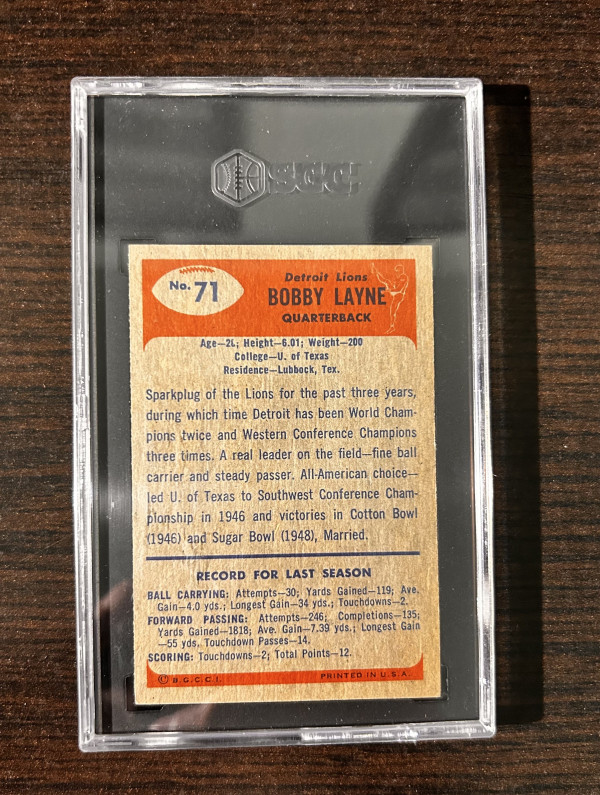 SGC
No. 71
Detroit Lions
BOBBY LAYNE
QUARTERBACK
Age—2L; Height—6.01; Weight—200
College—U. of Texas
Residence—Lubbock, Tex.
Sparkplug of the Lions for the past three years,
during which time Detroit has been World Cham-
pions twice and Western Conference Champions
three times. A real leader on the field—fine ball
carrier and steady passer. All-American choice—
led U. of Texas to Southwest Conference Cham-
pionship in 1946 and victories in Cotton Bowl
(1946) and Sugar Bowl (1948), Married.
RECORD FOR LAST SEASON
BALL CARRYING: Attempts—30; Yards Gained—119; Ave.
Gain—4.0 yds.; Longest Gain—34 yds.; Touchdowns—2.
FORWARD PASSING: Attempts—246; Completions—135;
Yards Gained—1818; Ave. Gain—7.39 yds.; Longest Gain
—55 yds. Touchdown Passes—14.
SCORING: Touchdowns—2; Total Points—12.
© B.G.C.C.I. PRINTED IN U.S.A.